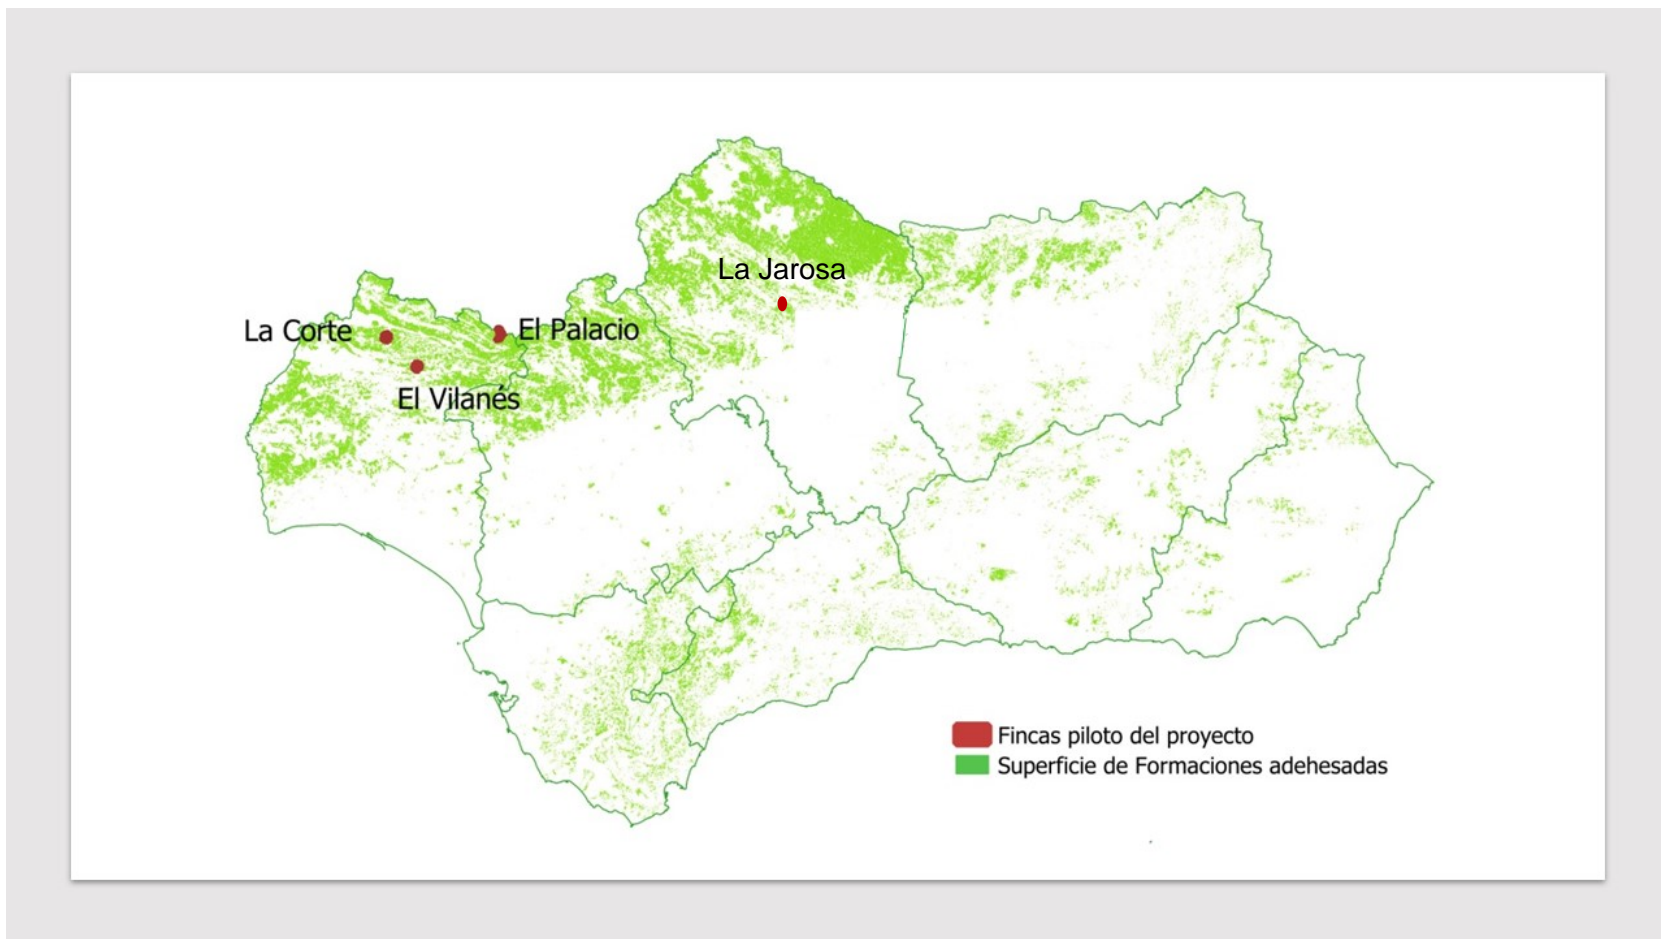 La Jarosa
La Corte
El Palacio
El Vilanés
Fincas piloto del proyecto
Superficie de Formaciones adehesadas